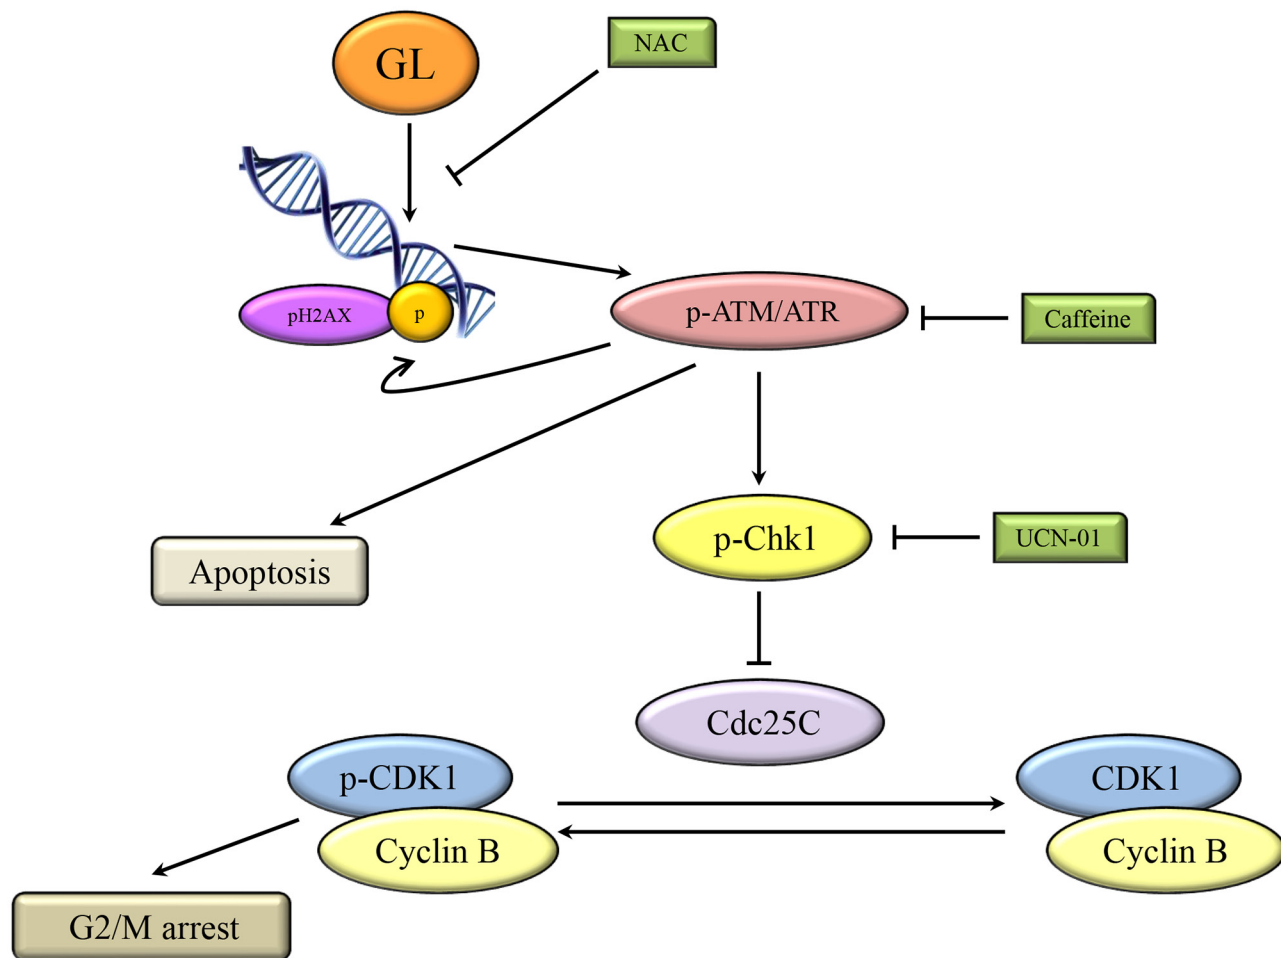 GL
NAC
pH2AX
p
p-ATM/ATR
Caffeine
p-Chk1
UCN-01
Apoptosis
Cdc25C
p-CDK1
CDK1
Cyclin B
Cyclin B
G2/M arrest